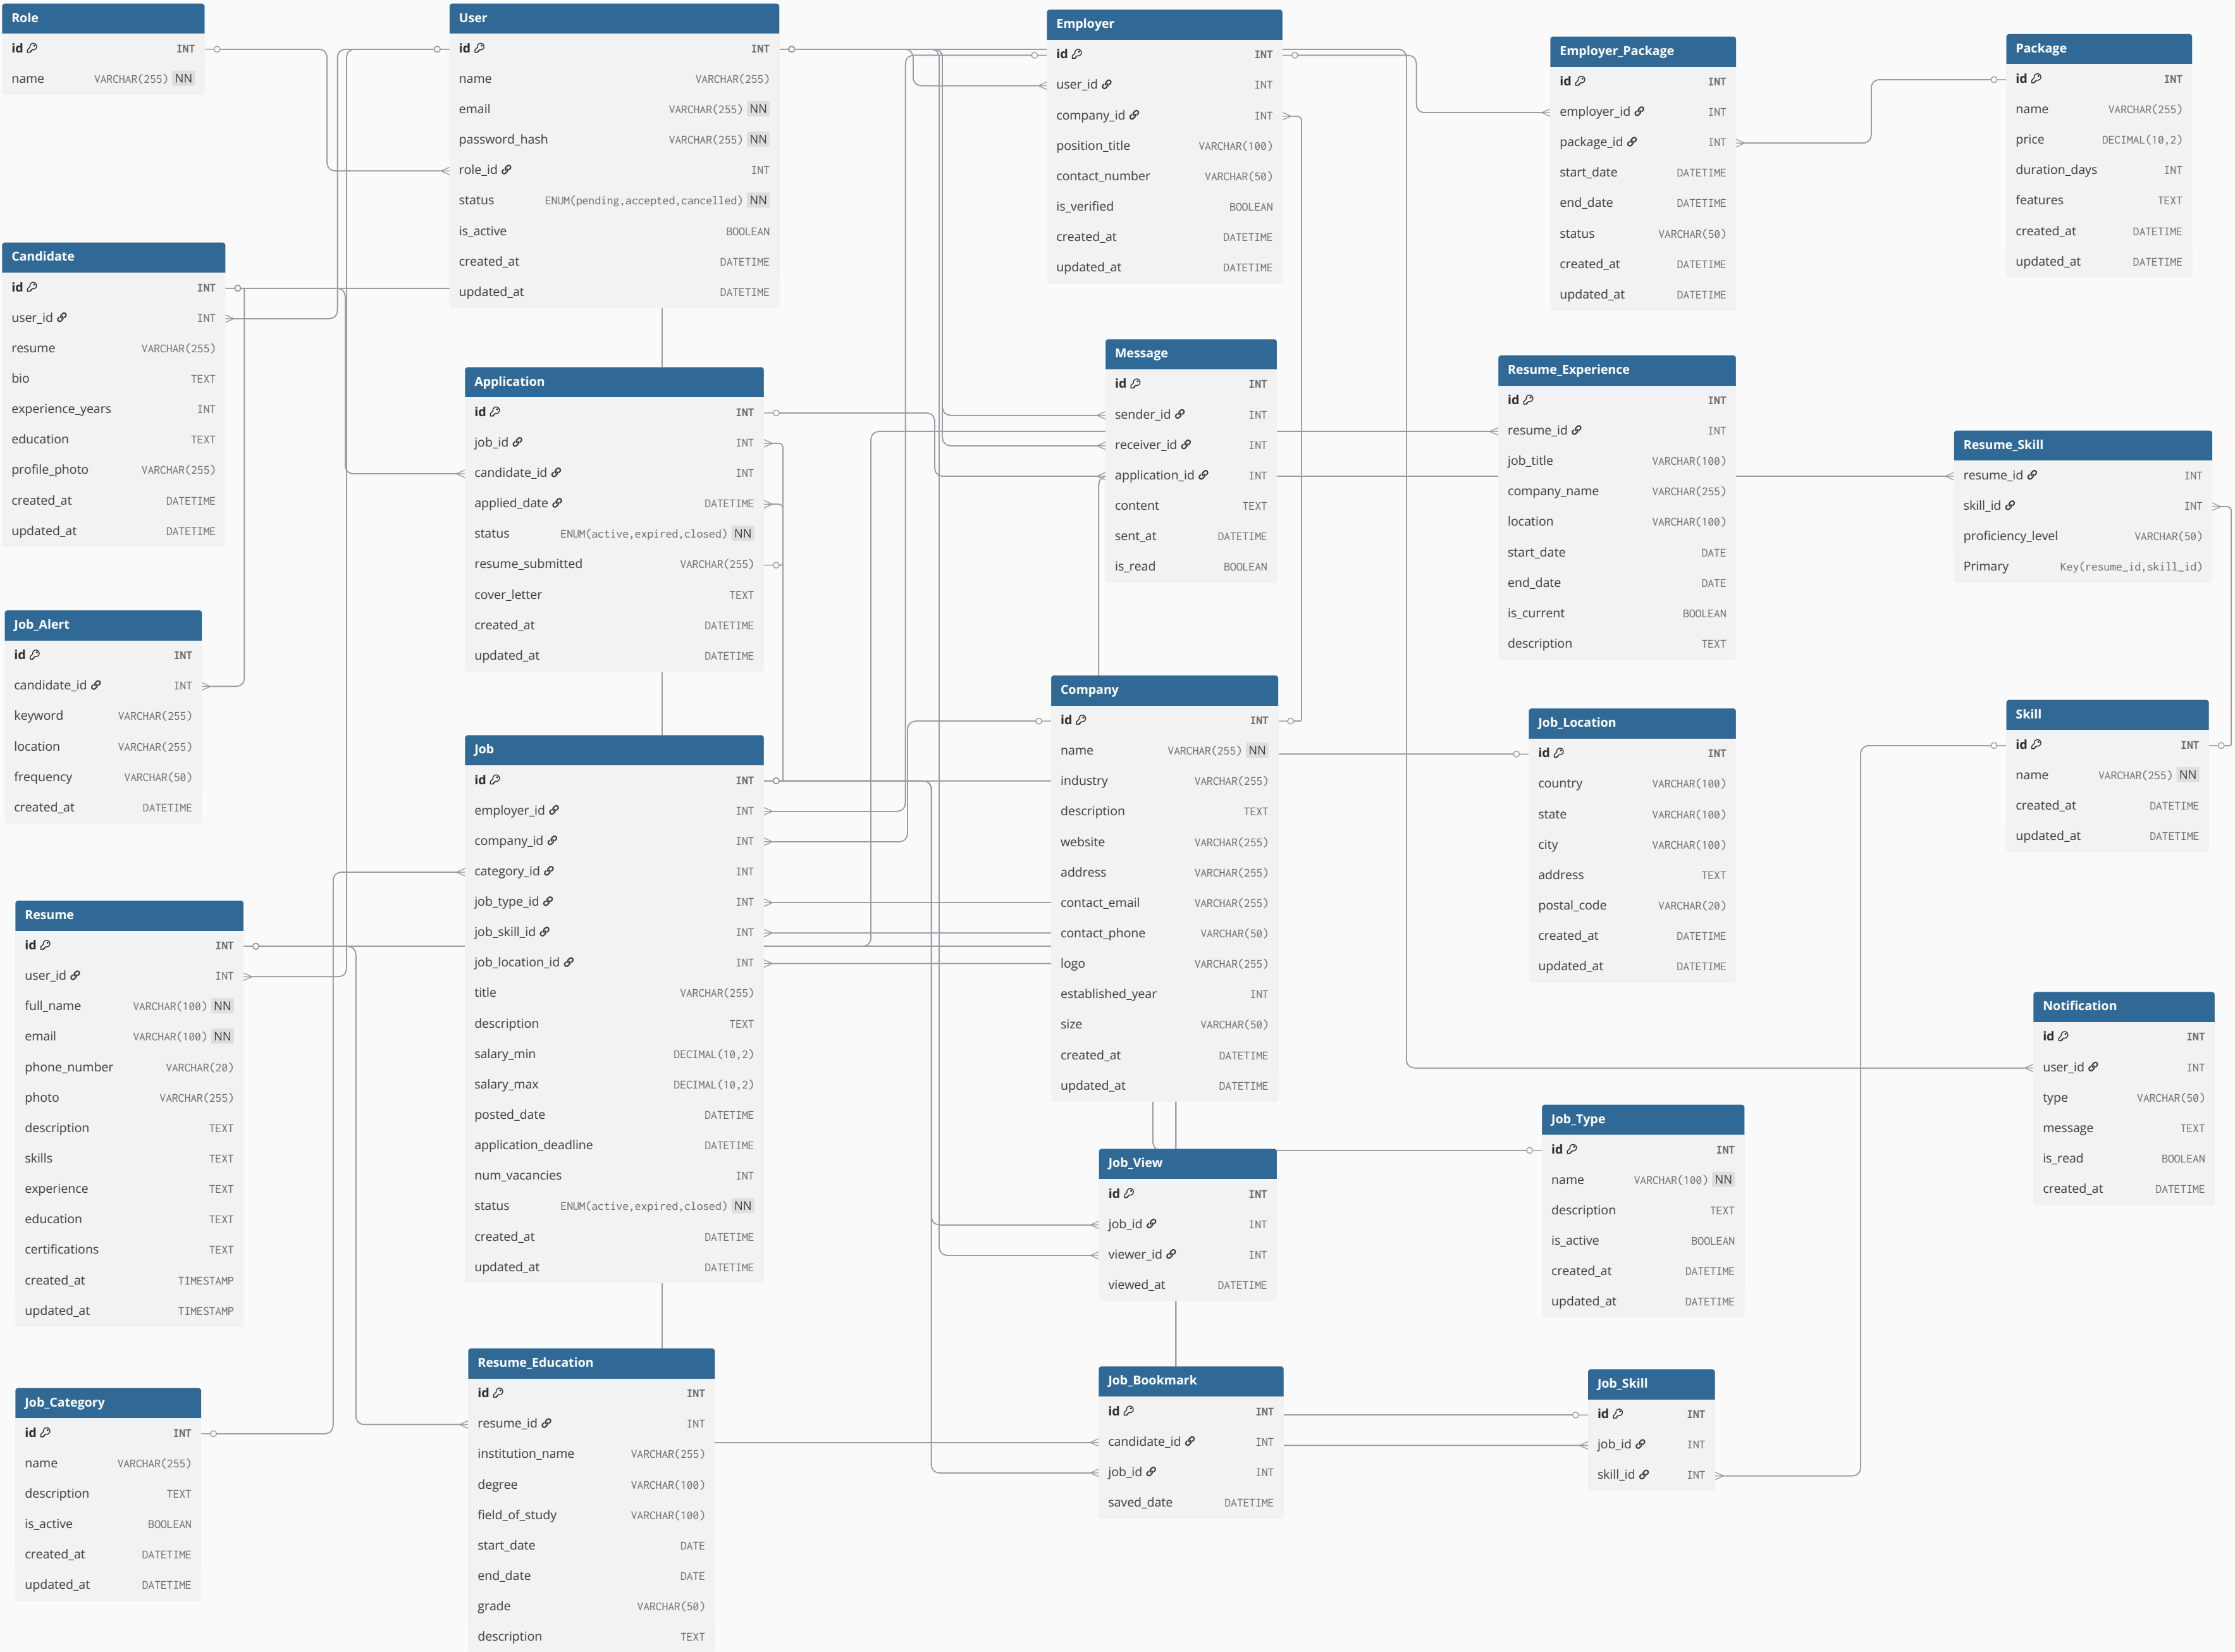 Role
id INT
name VARCHAR(255) NN
User
id INT
name VARCHAR(255)
email VARCHAR(255) NN
password_hash VARCHAR(255) NN
role_id INT
status ENUM(pending,accepted,cancelled) NN
is_active BOOLEAN
created_at DATETIME
updated_at DATETIME
Employer
id INT
user_id INT
company_id INT
position_title VARCHAR(100)
contact_number VARCHAR(50)
is_verified BOOLEAN
created_at DATETIME
updated_at DATETIME
Employer_Package
id INT
employer_id INT
package_id INT
start_date DATETIME
end_date DATETIME
status VARCHAR(50)
created_at DATETIME
updated_at DATETIME
Package
id INT
name VARCHAR(255)
price DECIMAL(10,2)
duration_days INT
features TEXT
created_at DATETIME
updated_at DATETIME
Candidate
id INT
user_id INT
resume VARCHAR(255)
bio TEXT
experience_years INT
education TEXT
profile_photo VARCHAR(255)
created_at DATETIME
updated_at DATETIME
Application
id INT
job_id INT
candidate_id INT
applied_date DATETIME
status ENUM(active,expired,closed) NN
resume_submitted VARCHAR(255)
cover_letter TEXT
created_at DATETIME
updated_at DATETIME
Message
id INT
sender_id INT
receiver_id INT
application_id INT
content TEXT
sent_at DATETIME
is_read BOOLEAN
Resume_Experience
id INT
resume_id INT
job_title VARCHAR(100)
company_name VARCHAR(255)
location VARCHAR(100)
start_date DATE
end_date DATE
is_current BOOLEAN
description TEXT
Resume_Skill
resume_id INT
skill_id INT
proficiency_level VARCHAR(50)
Primary Key(resume_id,skill_id)
Job_Alert
id INT
candidate_id INT
keyword VARCHAR(255)
location VARCHAR(255)
frequency VARCHAR(50)
created_at DATETIME
Job
id INT
employer_id INT
company_id INT
category_id INT
job_type_id INT
job_skill_id INT
job_location_id INT
title VARCHAR(255)
description TEXT
salary_min DECIMAL(10,2)
salary_max DECIMAL(10,2)
posted_date DATETIME
application_deadline DATETIME
num_vacancies INT
status ENUM(active,expired,closed) NN
created_at DATETIME
updated_at DATETIME
Company
id INT
name VARCHAR(255) NN
industry VARCHAR(255)
description TEXT
website VARCHAR(255)
address VARCHAR(255)
contact_email VARCHAR(255)
contact_phone VARCHAR(50)
logo VARCHAR(255)
established_year INT
size VARCHAR(50)
created_at DATETIME
updated_at DATETIME
Job_Location
id INT
country VARCHAR(100)
state VARCHAR(100)
city VARCHAR(100)
address TEXT
postal_code VARCHAR(20)
created_at DATETIME
updated_at DATETIME
Skill
id INT
name VARCHAR(255) NN
created_at DATETIME
updated_at DATETIME
Resume
id INT
user_id INT
full_name VARCHAR(100) NN
email VARCHAR(100) NN
phone_number VARCHAR(20)
photo VARCHAR(255)
description TEXT
skills TEXT
experience TEXT
education TEXT
certifications TEXT
created_at TIMESTAMP
updated_at TIMESTAMP
Notification
id INT
user_id INT
type VARCHAR(50)
message TEXT
is_read BOOLEAN
created_at DATETIME
Job_Type
id INT
name VARCHAR(100) NN
description TEXT
is_active BOOLEAN
created_at DATETIME
updated_at DATETIME
Job_View
id INT
job_id INT
viewer_id INT
viewed_at DATETIME
Job_Category
id INT
name VARCHAR(255)
description TEXT
is_active BOOLEAN
created_at DATETIME
updated_at DATETIME
Resume_Education
id INT
resume_id INT
institution_name VARCHAR(255)
degree VARCHAR(100)
field_of_study VARCHAR(100)
start_date DATE
end_date DATE
grade VARCHAR(50)
description TEXT
Job_Bookmark
id INT
candidate_id INT
job_id INT
saved_date DATETIME
Job_Skill
id INT
job_id INT
skill_id INT